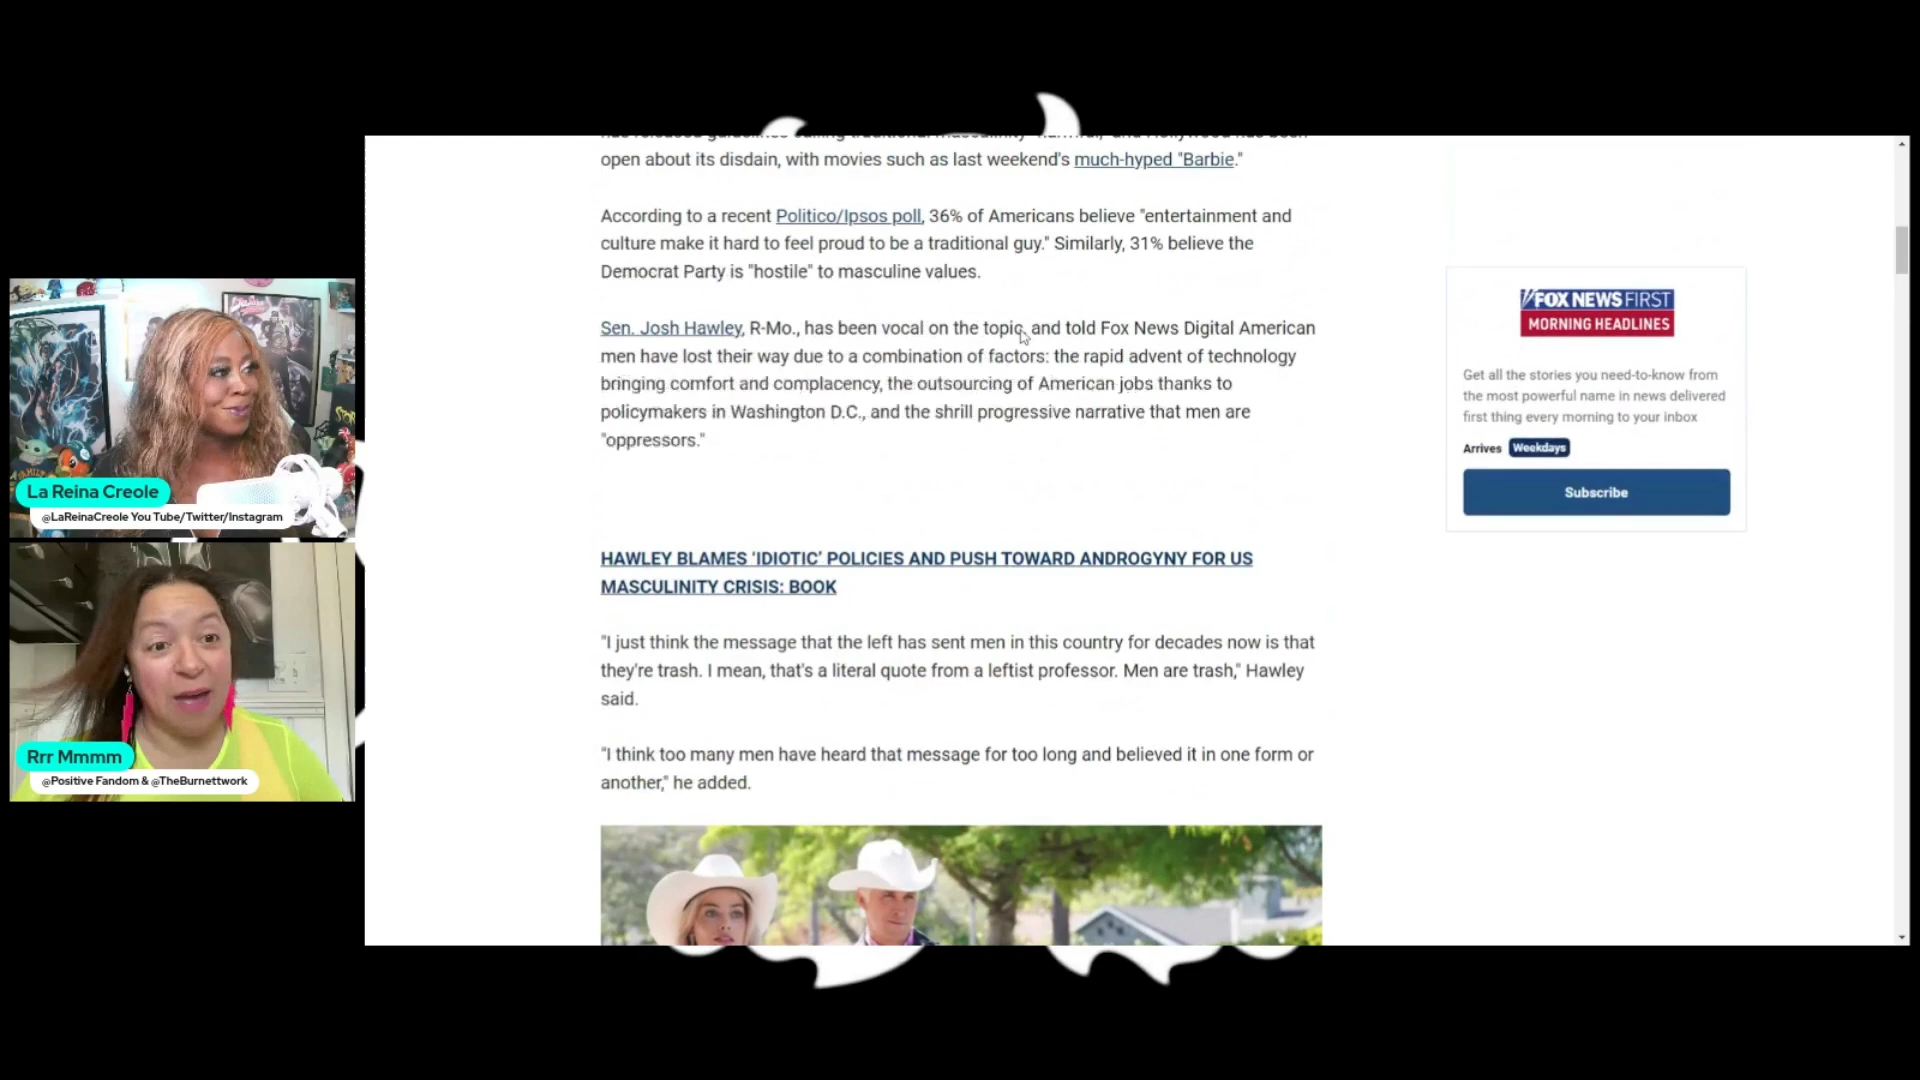 open about its disdain, with movies such as last weekend's much-hyped "Barbie."
According to a recent Politico/Ipsos poll, 36% of Americans believe "entertainment and
culture make it hard to feel proud to be a traditional guy." Similarly, 31% believe the
Democrat Party is "hostile" to masculine values.
Sen. Josh Hawley, R-Mo., has been vocal on the topic, and told Fox News Digital American
men have lost their way due to a combination of factors: the rapid advent of technology
bringing comfort and complacency, the outsourcing of American jobs thanks to
policymakers in Washington D.C., and the shrill progressive narrative that men are
"oppressors."
HAWLEY BLAMES 'IDIOTIC' POLICIES AND PUSH TOWARD ANDROGYNY FOR US
MASCULINITY CRISIS: BOOK
"I just think the message that the left has sent men in this country for decades now is that
they're trash. I mean, that's a literal quote from a leftist professor. Men are trash," Hawley
said.
"I think too many men have heard that message for too long and believed it in one form or
another," he added.
FOX NEWS FIRST
MORNING HEADLINES
Get all the stories you need-to-know from
the most powerful name in news delivered
first thing every morning to your inbox
Arrives Weekdays
Subscribe
La Reina Creole
@LaReinaCreole You Tube/Twitter/Instagram
Rrr Mmmm
@Positive Fandom & @TheBurnettwork